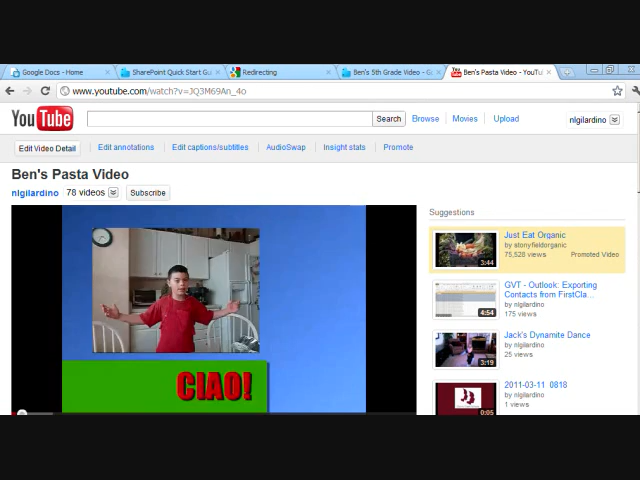 Google Docs - Home
SharePoint Quick Start Gu
Redirecting
Ben's 5th Grade Video - G
Ben's Pasta Video - YouTu
www.youtube.com/watch?v=JQ3M69An_4o
YouTube
Search
Browse
Movies
Upload
nlgilardino
Edit Video Detail
Edit annotations
Edit captions/subtitles
AudioSwap
Insight stats
Promote
Ben's Pasta Video
nlgilardino 78 videos Subscribe
CIAO!
Suggestions
Just Eat Organic
by stonyfieldorganic
75,528 views Promoted Video
3:44
GVT - Outlook: Exporting
Contacts from FirstCla...
by nlgilardino
175 views
4:54
Jack's Dynamite Dance
by nlgilardino
25 views
3:19
2011-03-11 0818
by nlgilardino
1 views
0:05